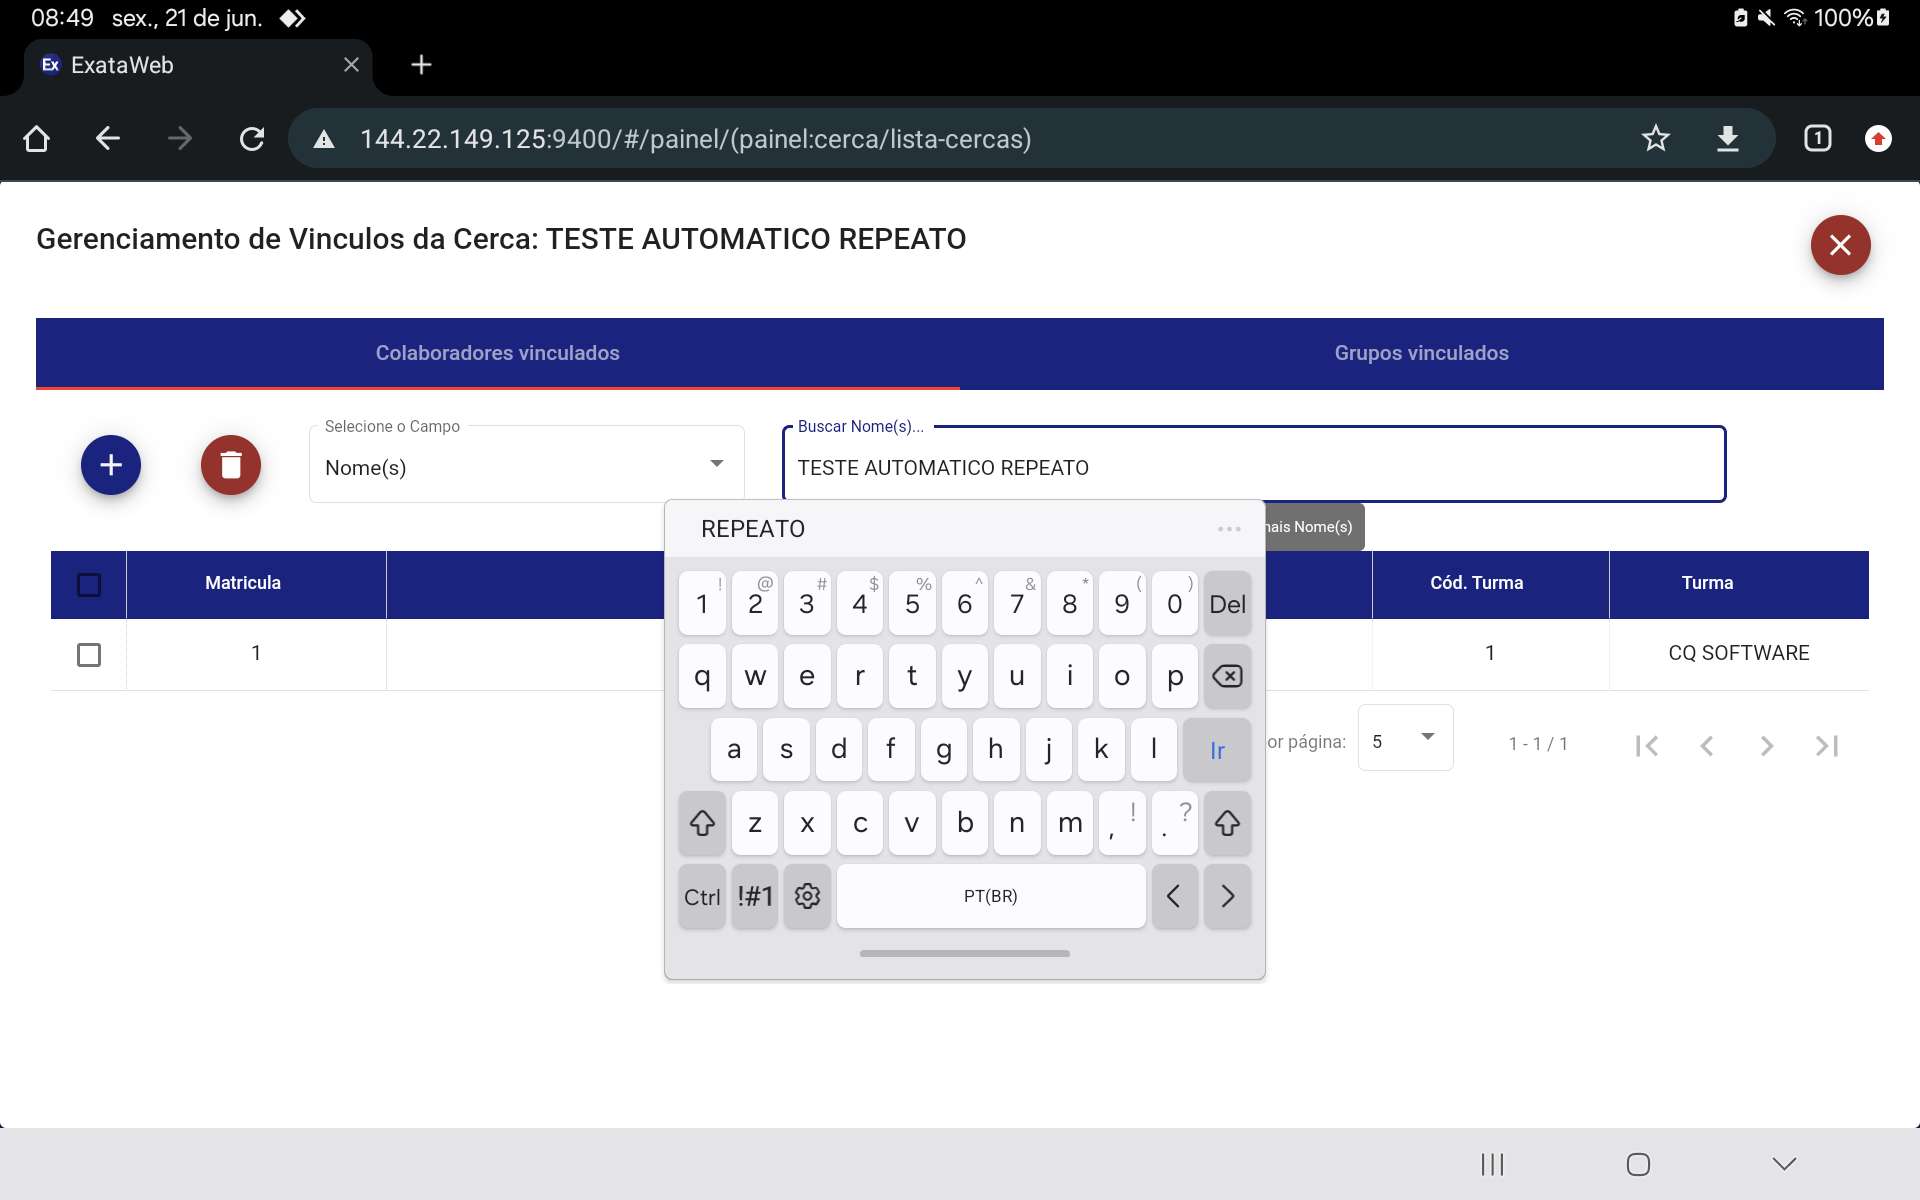 08:49 sex., 21 de jun. 100%
Ex ExataWeb
144.22.149.125:9400/#/painel/(painel:cerca/lista-cercas) 1
Gerenciamento de Vinculos da Cerca: TESTE AUTOMATICO REPEATO
Colaboradores vinculados Grupos vinculados
Selecione o Campo Buscar Nome(s)...
Nome(s) TESTE AUTOMATICO REPEATO
REPEATO ... nais Nome(s)
Matricula Cód. Turma Turma
1 1 CQ SOFTWARE
or página: 5 1 - 1 / 1
! @ # $ % ^ & * ( )
1 2 3 4 5 6 7 8 9 0 Del
q w e r t y u i o p
a s d f g h j k l Ir
z x c v b n m , ! . ?
Ctrl !#1 PT(BR) < >